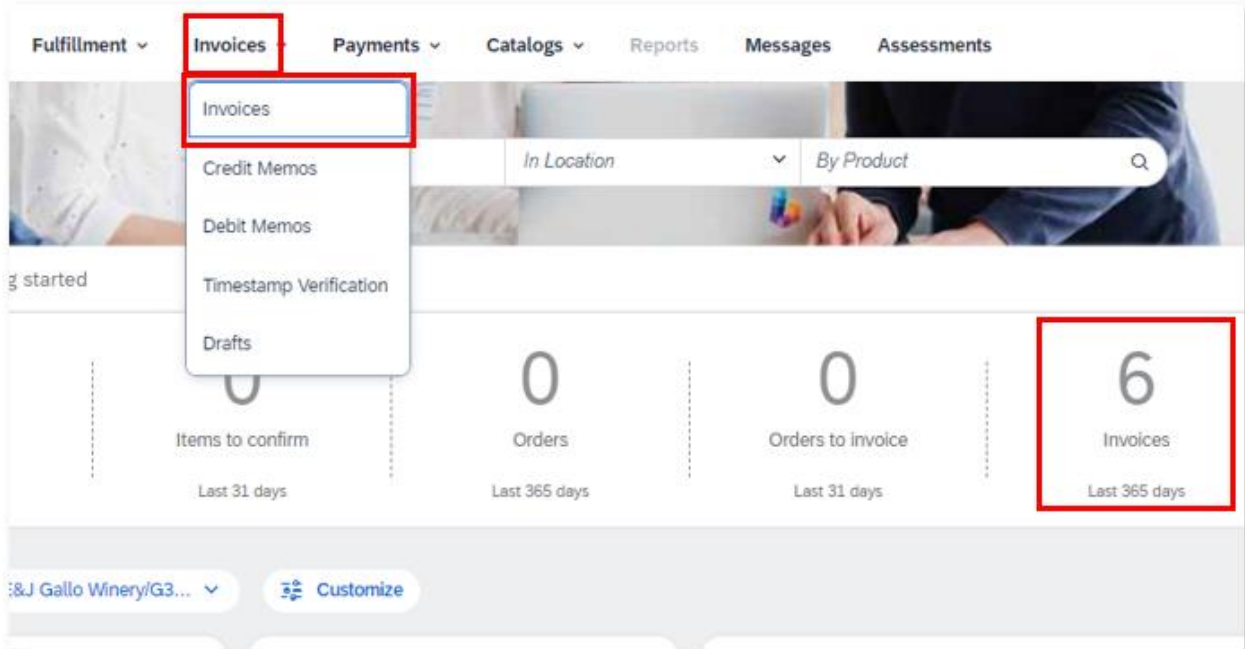 Fulfillment Invoices Payments Catalogs Reports Messages Assessments
Invoices
In Location By Product
Credit Memos
Debit Memos
g started
Timestamp Verification
Drafts
0 0 0 6
Items to confirm Orders Orders to invoice Invoices
Last 31 days Last 365 days Last 31 days Last 365 days
E&J Gallo Winery/G3... Customize